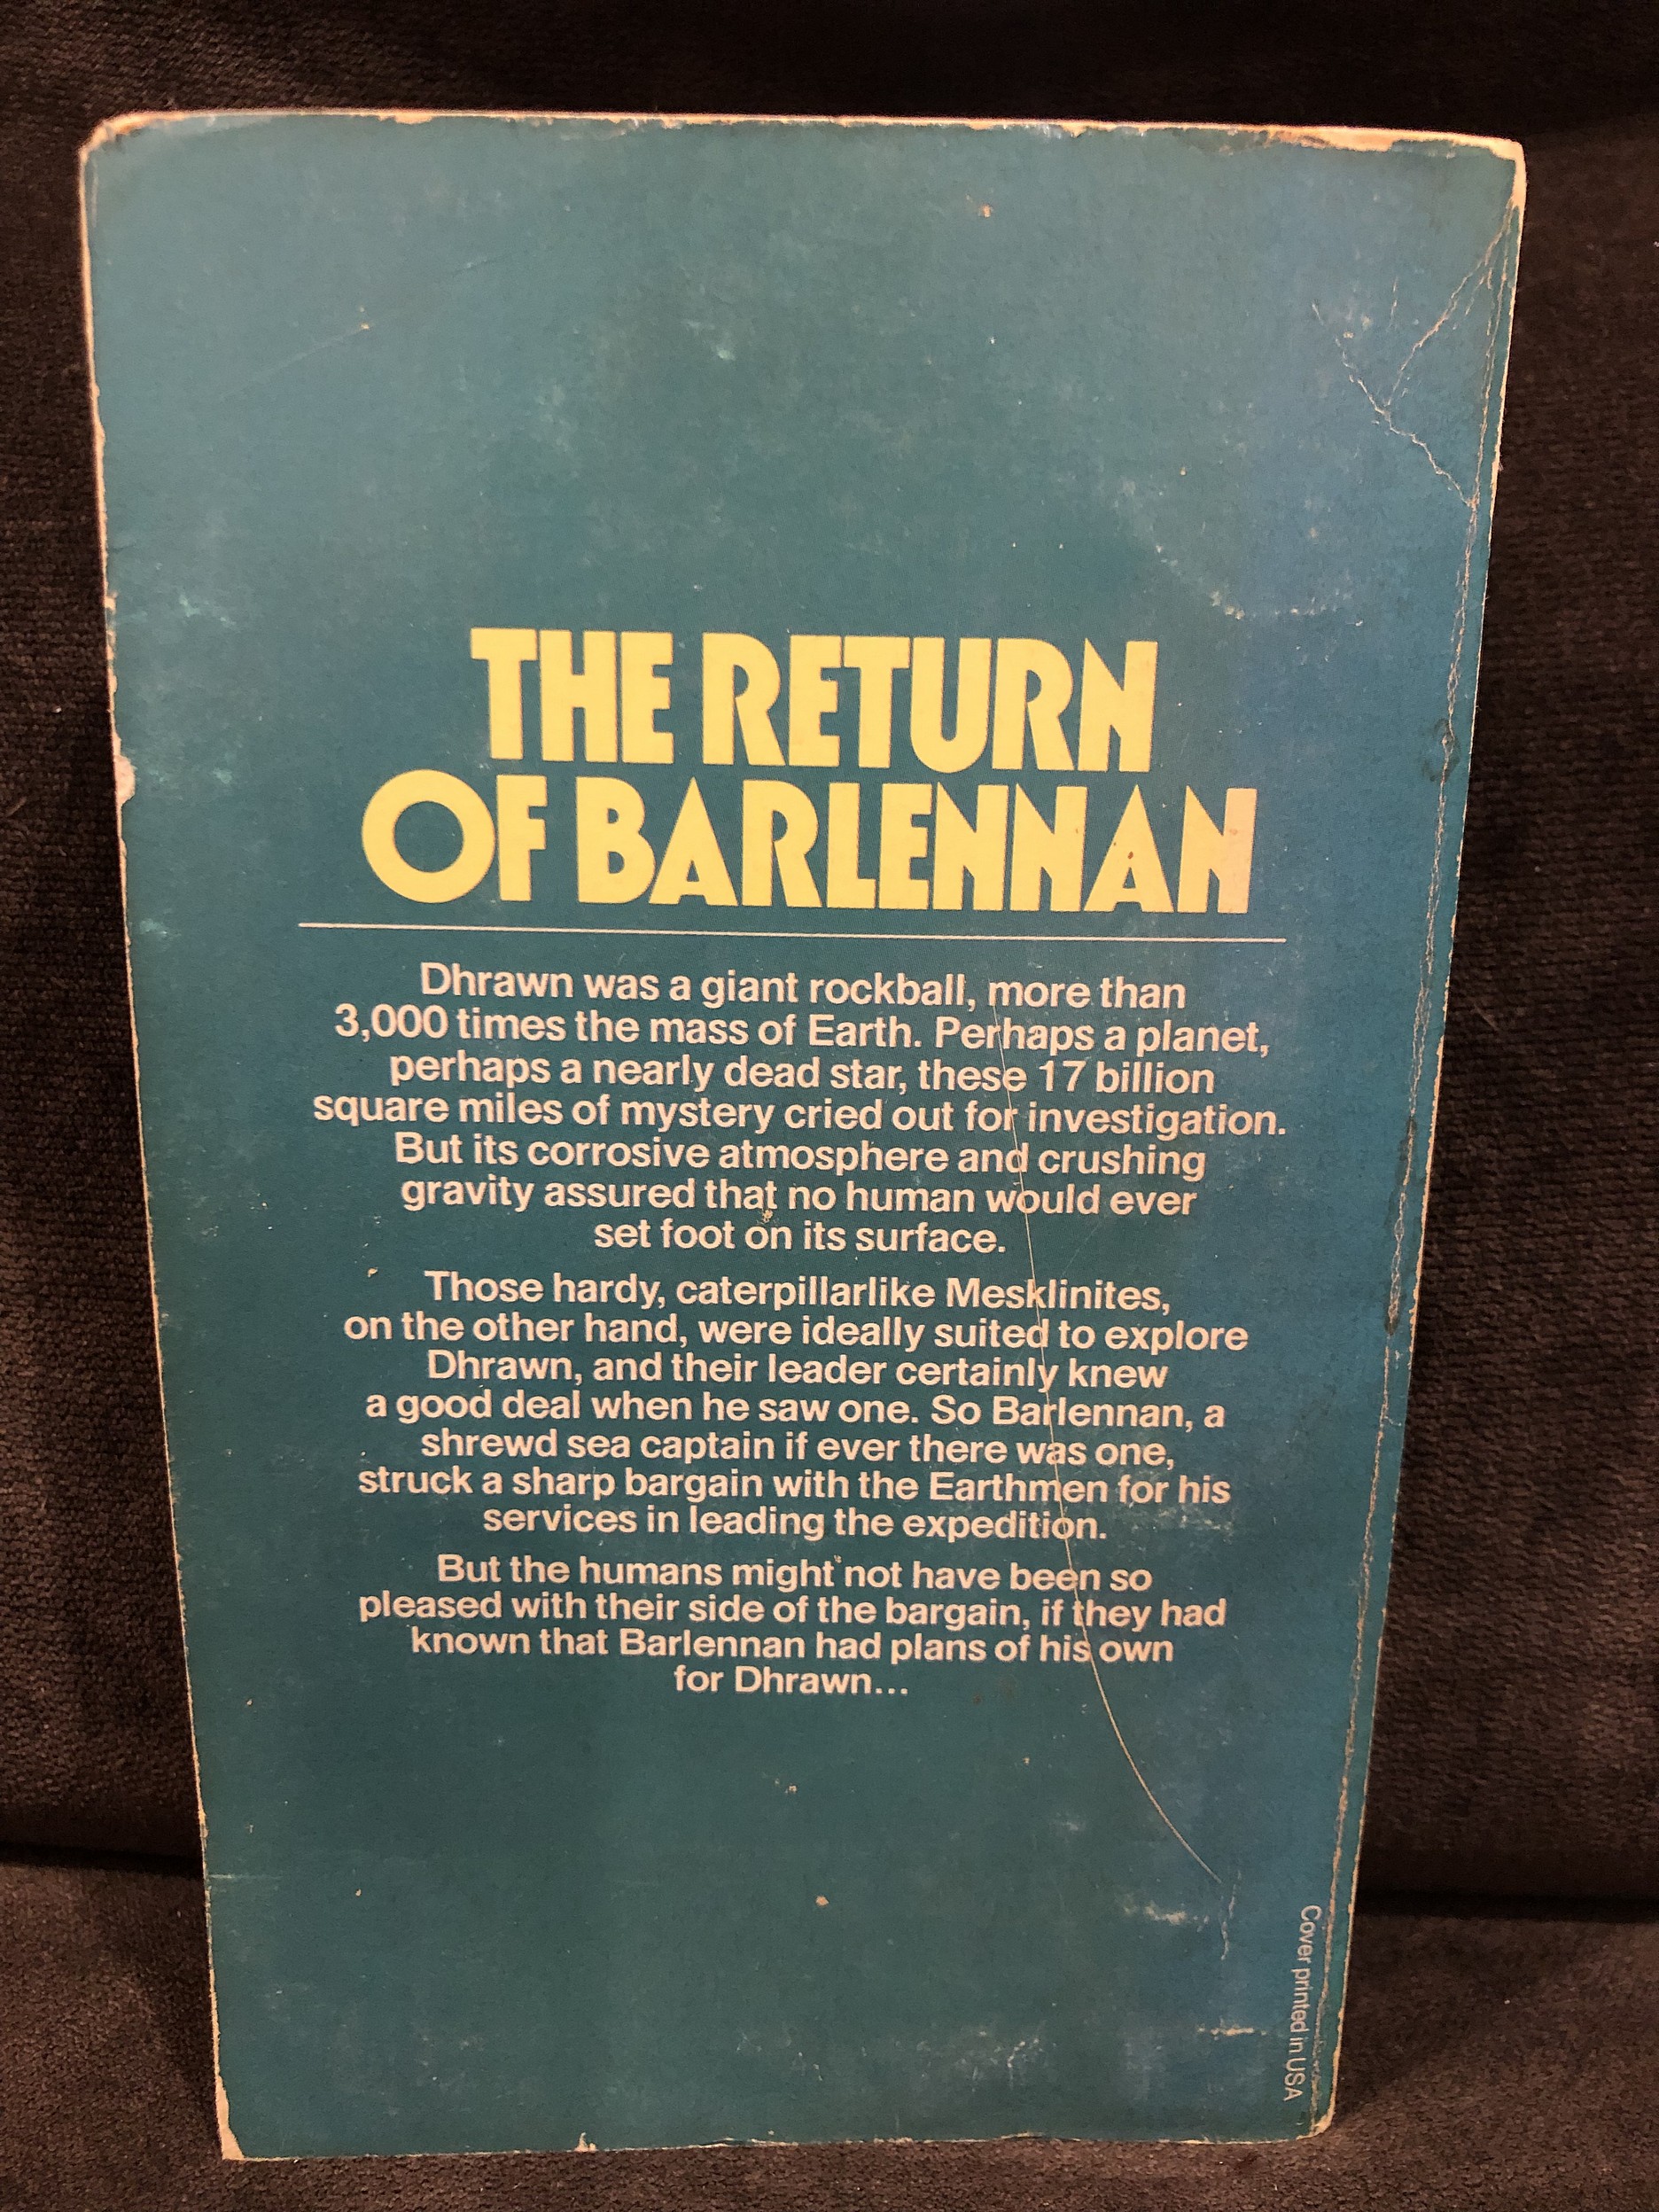 THE RETURN
OF BARLENNAN
Dhrawn was a giant rockball, more than
3,000 times the mass of Earth. Perhaps a planet,
perhaps a nearly dead star, these 17 billion
square miles of mystery cried out for investigation.
But its corrosive atmosphere and crushing
gravity assured that no human would ever
set foot on its surface.
Those hardy, caterpillarlike Mesklinites,
on the other hand, were ideally suited to explore
Dhrawn, and their leader certainly knew
a good deal when he saw one. So Barlennan, a
shrewd sea captain if ever there was one,
struck a sharp bargain with the Earthmen for his
services in leading the expedition.
But the humans might not have been so
pleased with their side of the bargain, if they had
known that Barlennan had plans of his own
for Dhrawn...
Cover printed in USA